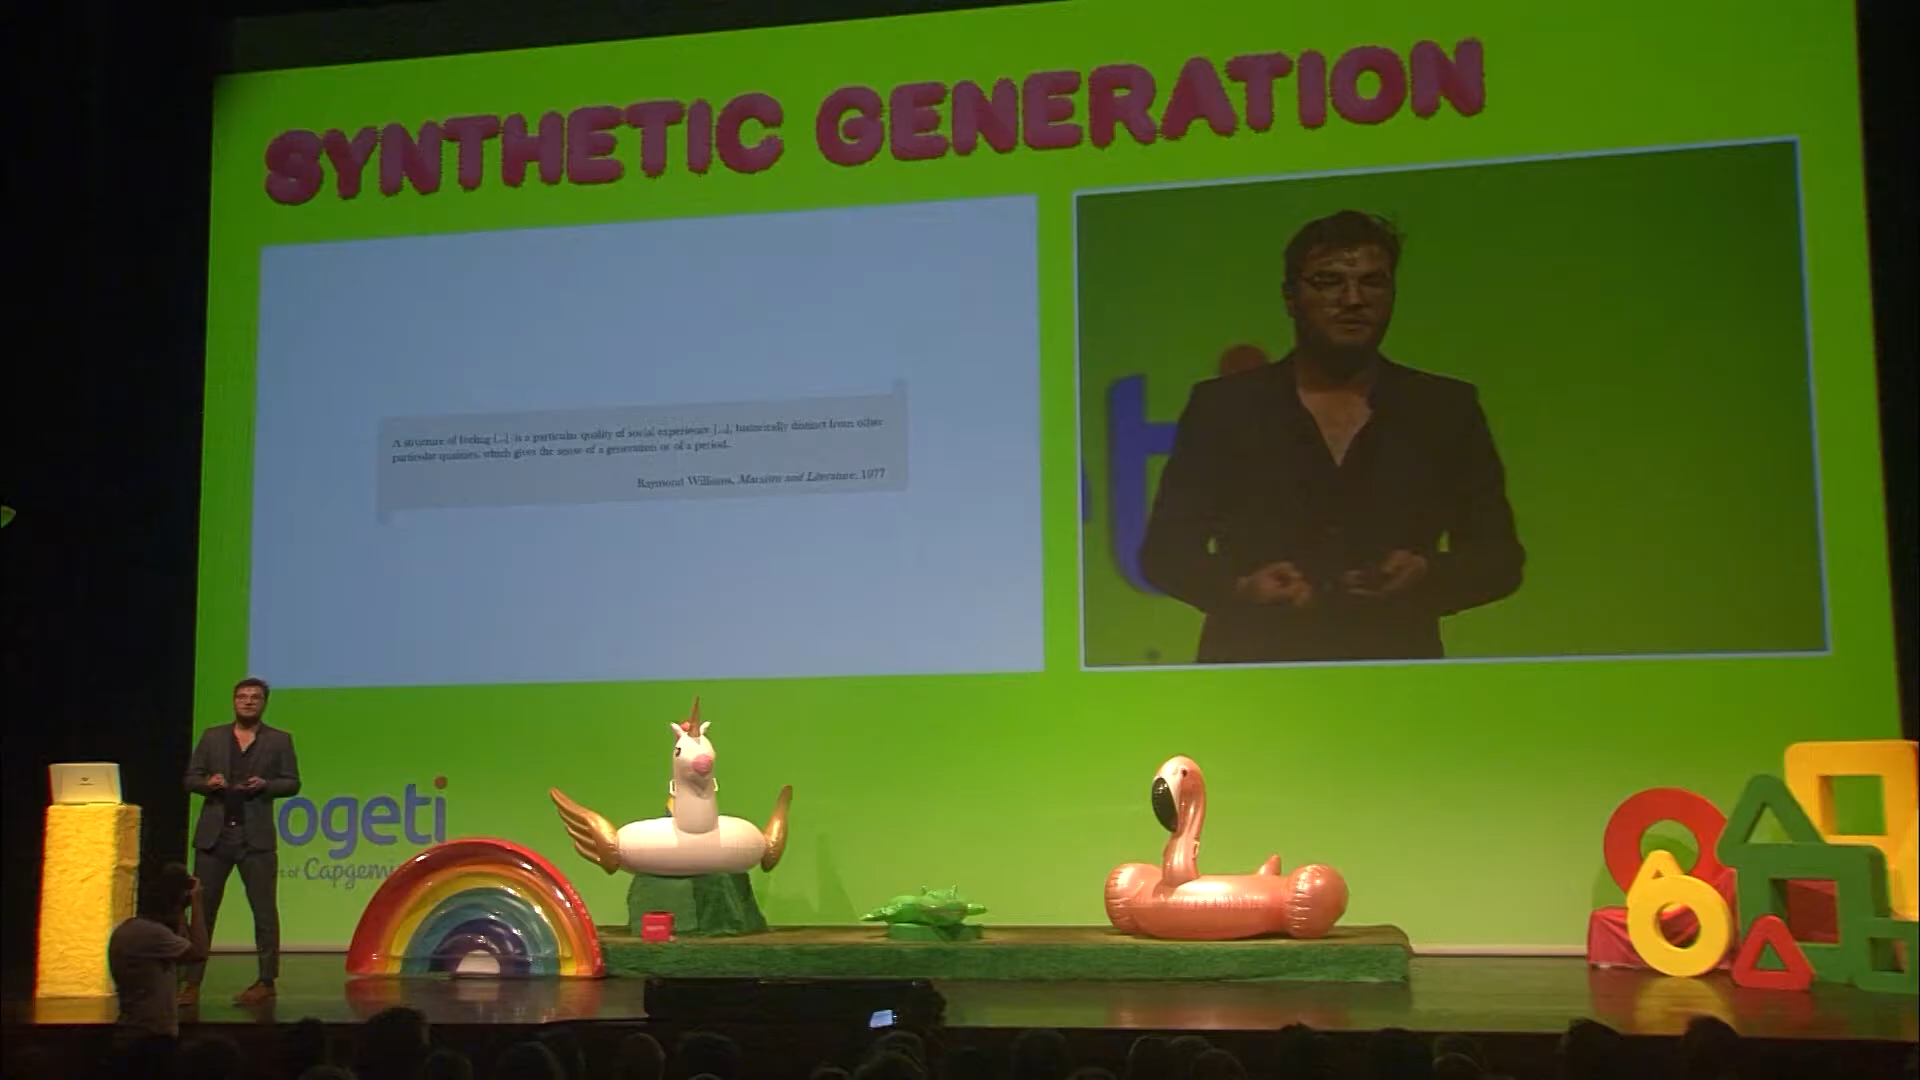 SYNTHETIC GENERATION
A structure of feeling [...] is a particular quality of social experience [...], historically distinct from other
particular qualities, which gives the sense of a generation or of a period.
Raymond Williams, Marxism and Literature, 1977
ogeti
of Capgemi